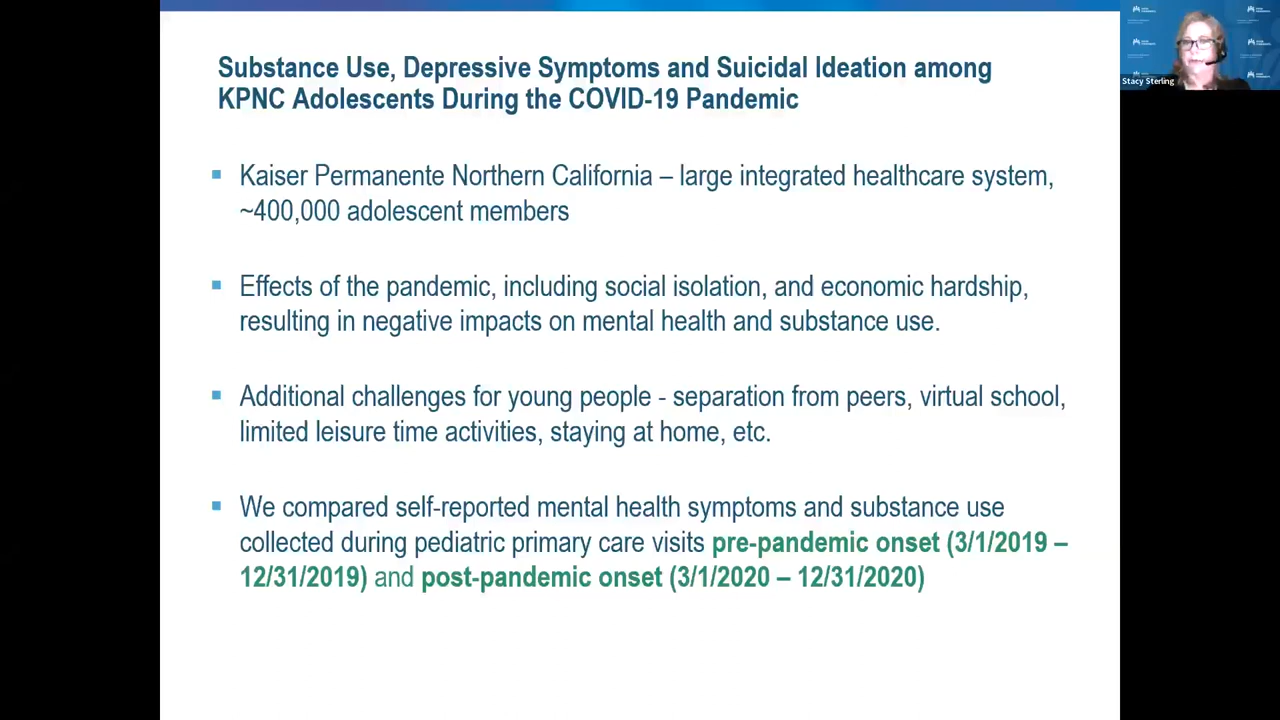 Substance Use, Depressive Symptoms and Suicidal Ideation among
KPNC Adolescents During the COVID-19 Pandemic
Kaiser Permanente Northern California – large integrated healthcare system,
~400,000 adolescent members
Effects of the pandemic, including social isolation, and economic hardship,
resulting in negative impacts on mental health and substance use.
Additional challenges for young people - separation from peers, virtual school,
limited leisure time activities, staying at home, etc.
We compared self-reported mental health symptoms and substance use
collected during pediatric primary care visits pre-pandemic onset (3/1/2019 –
12/31/2019) and post-pandemic onset (3/1/2020 – 12/31/2020)
Stacy Sterling